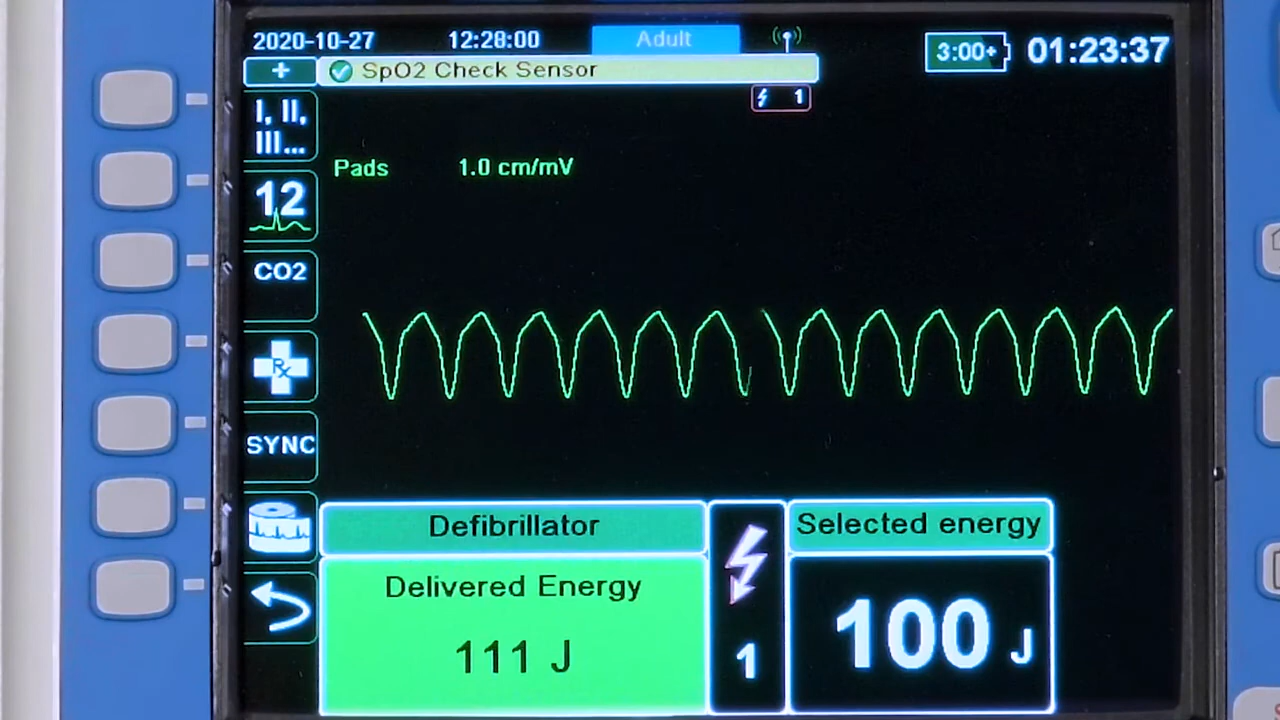 2020-10-27 12:28:00 Adult 3:00+ 01:23:37
+ SpO2 Check Sensor
1
I, II,
III...
Pads 1.0 cm/mV
12
CO2
Rx
SYNC
Defibrillator
Delivered Energy
111 J
1
Selected energy
100 J